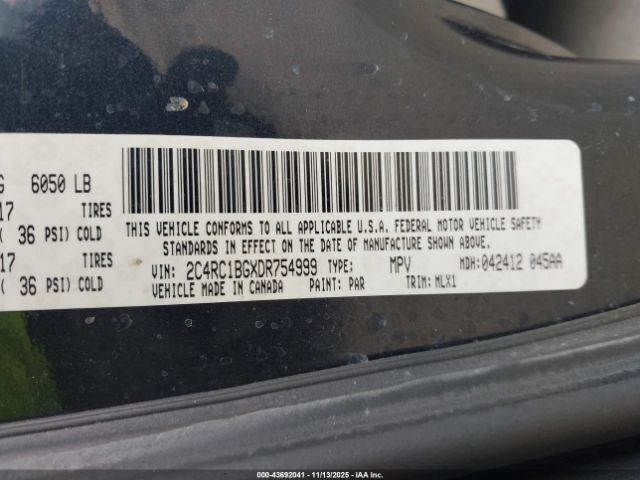 G 6050 LB
17 TIRES
( 36 PSI) COLD
17 TIRES
( 36 PSI) COLD
THIS VEHICLE CONFORMS TO ALL APPLICABLE U.S.A. FEDERAL MOTOR VEHICLE SAFETY
STANDARDS IN EFFECT ON THE DATE OF MANUFACTURE SHOWN ABOVE.
VIN: 2C4RC1BGXDR754999 TYPE: MPV MDH:042412 045AA
VEHICLE MADE IN CANADA PAINT: PAR TRIM: MLX1
000-43692041 - 11/13/2025 - IAA Inc.